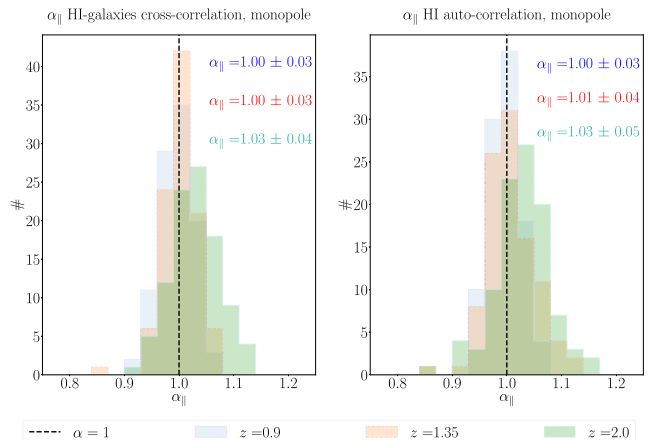 α∥ HI-galaxies cross-correlation, monopole
α∥ =1.00 ± 0.03
α∥ =1.00 ± 0.03
α∥ =1.03 ± 0.04
#
40
35
30
25
20
15
10
5
0
0.8 0.9 1.0 1.1 1.2
α∥
α∥ HI auto-correlation, monopole
α∥ =1.00 ± 0.03
α∥ =1.01 ± 0.04
α∥ =1.03 ± 0.05
#
35
30
25
20
15
10
5
0
0.8 0.9 1.0 1.1 1.2
α∥
α = 1 z =0.9 z =1.35 z =2.0